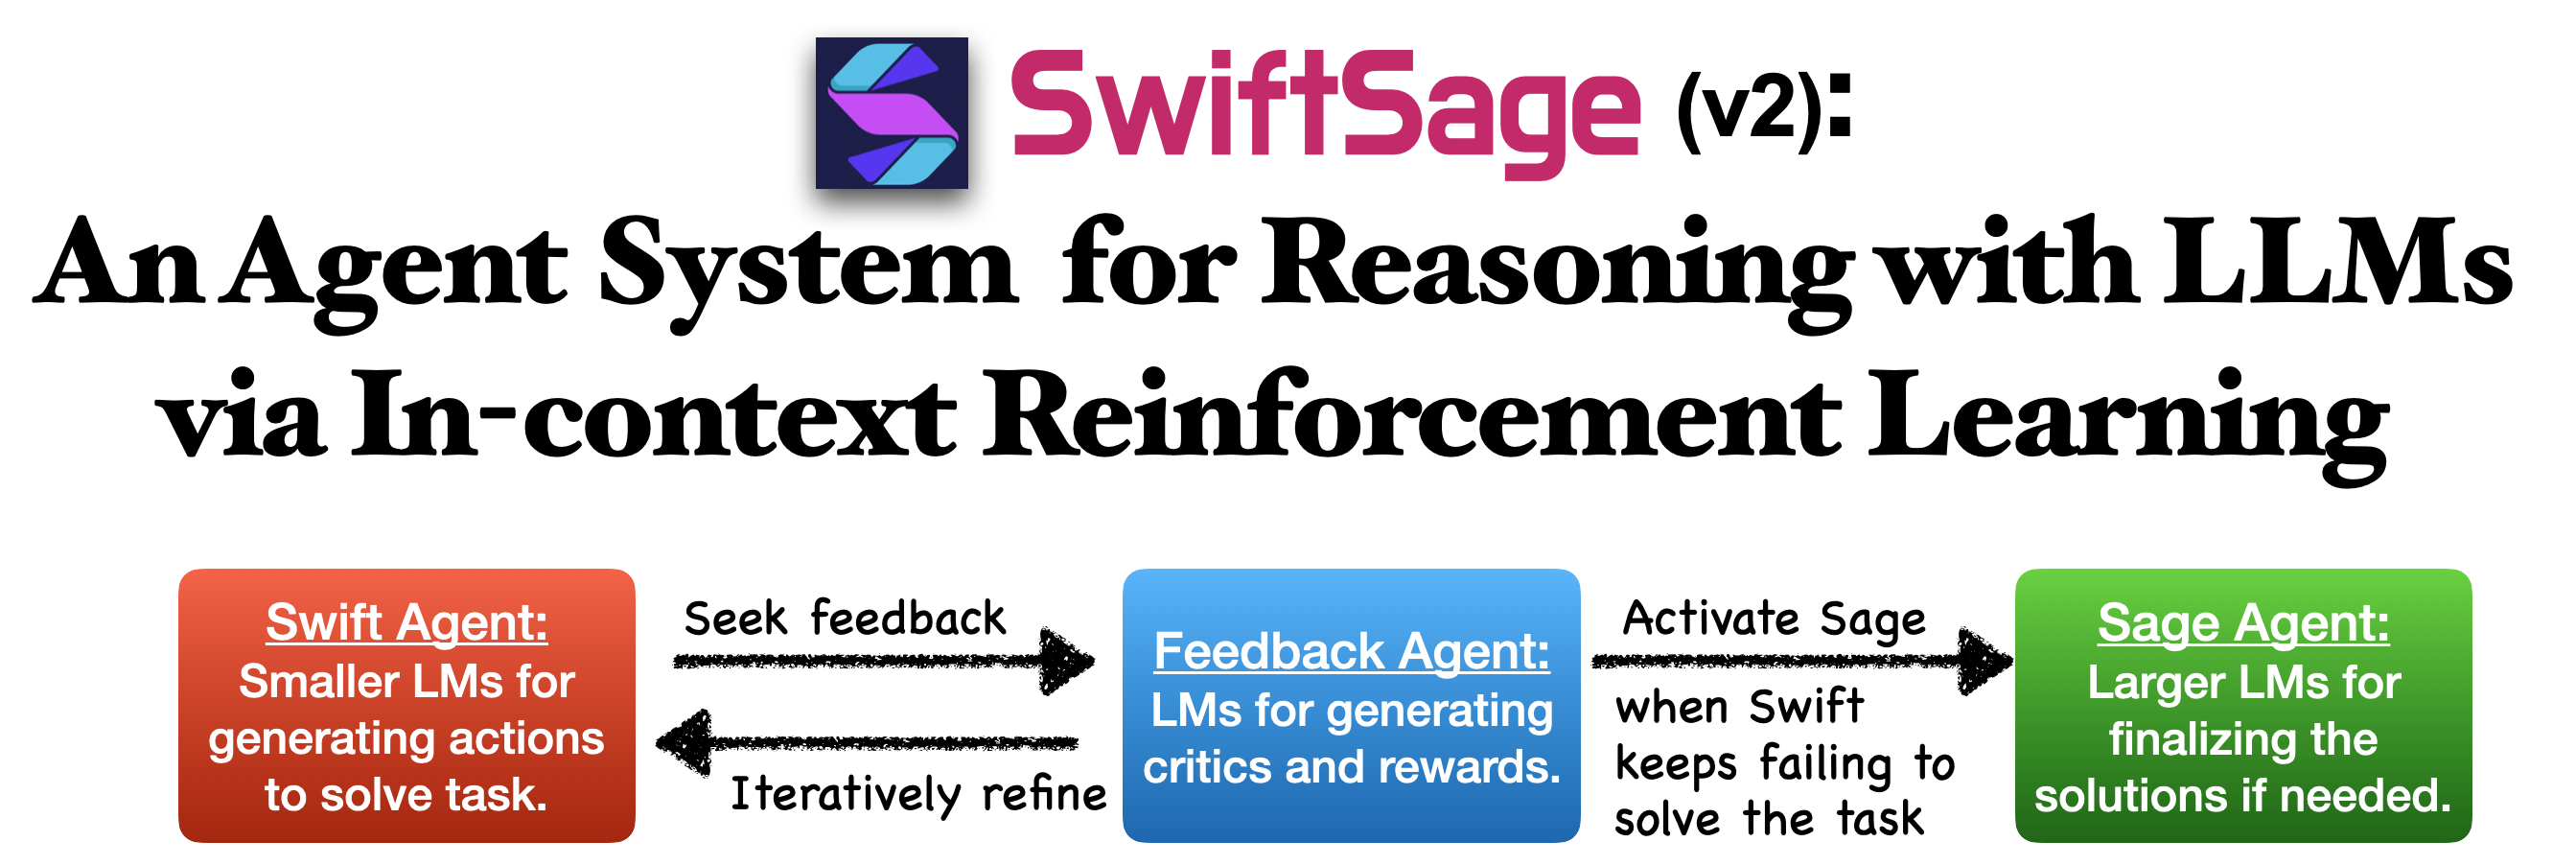 SwiftSage (v2):
An Agent System for Reasoning with LLMs
via In-context Reinforcement Learning
Swift Agent:
Smaller LMs for
generating actions
to solve task.
Seek feedback
Iteratively refine
Feedback Agent:
LMs for generating
critics and rewards.
Activate Sage
when Swift
keeps failing to
solve the task
Sage Agent:
Larger LMs for
finalizing the
solutions if needed.